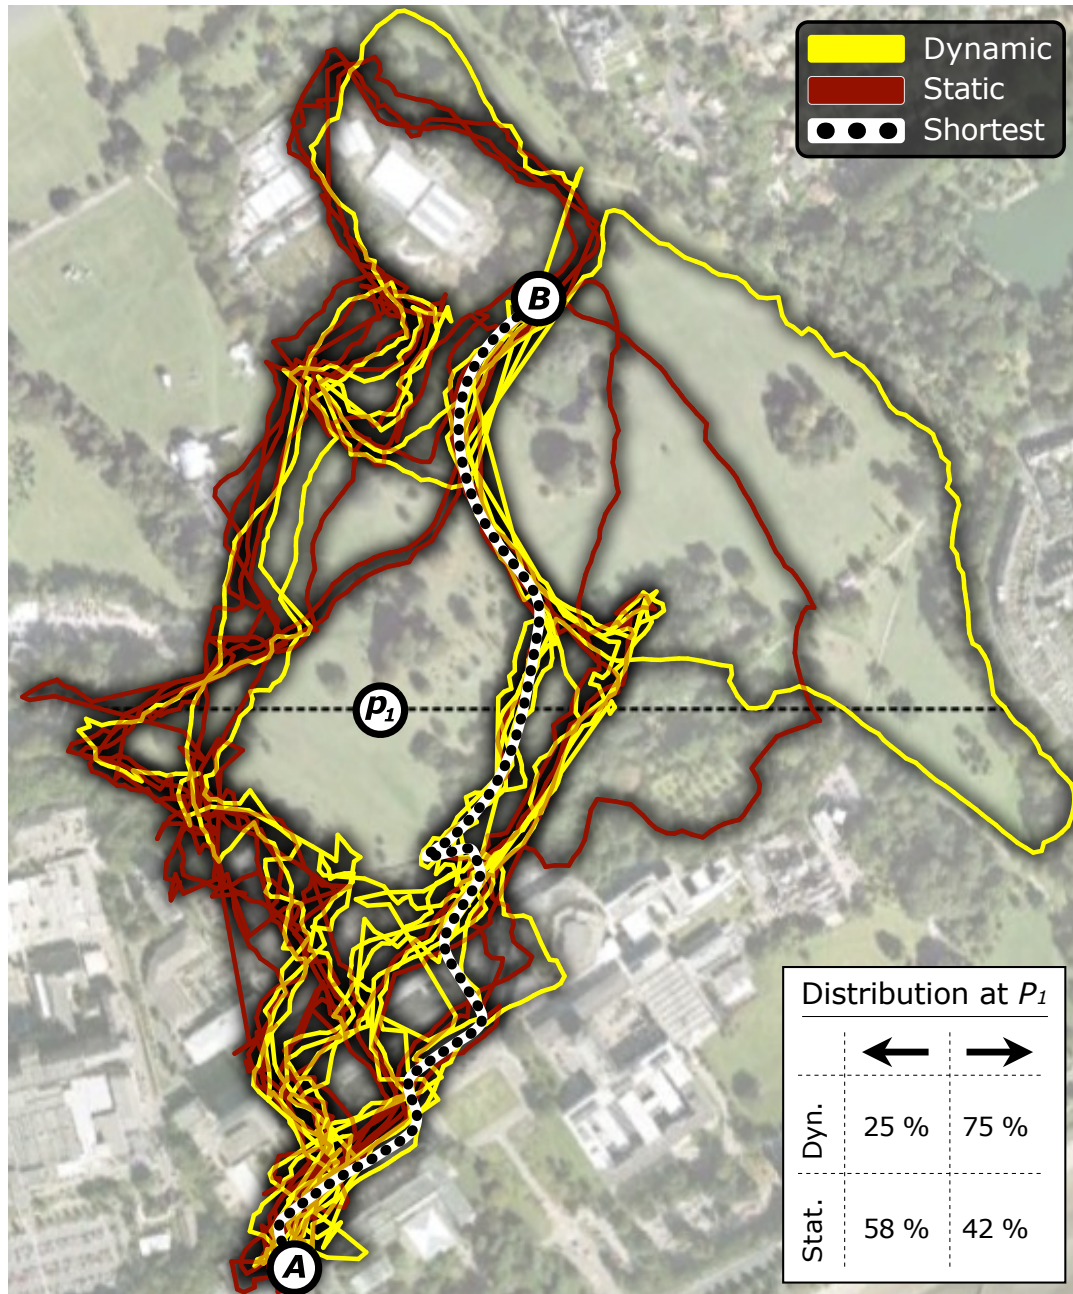 Dynamic
Static
Shortest
B
P1
A
Distribution at P1
Dyn. 25 % 75 %
Stat. 58 % 42 %